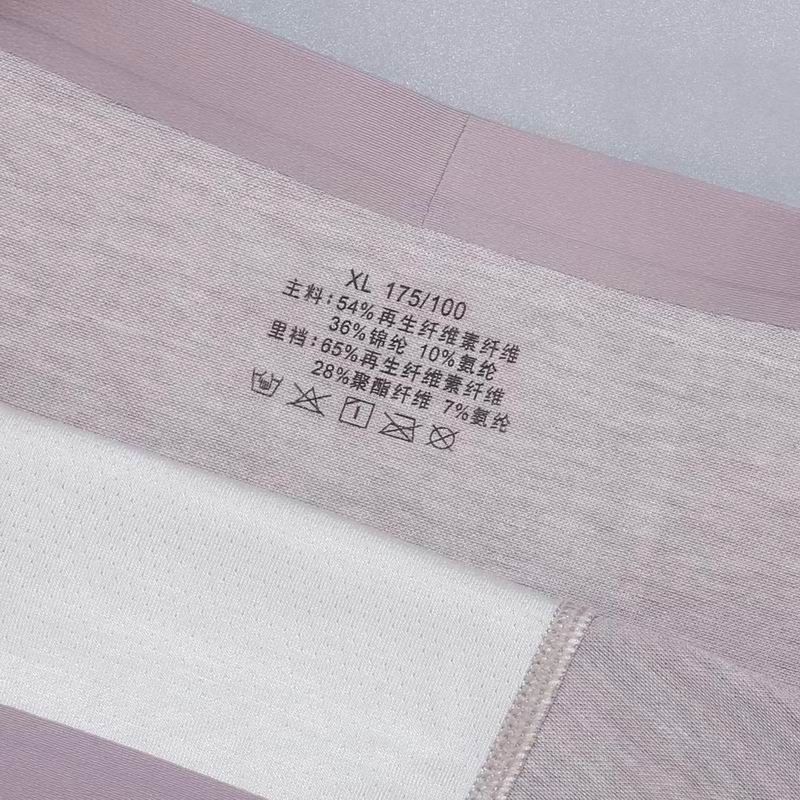 XL 175/100
主料:54%再生纤维素纤维
36%锦纶 10%氨纶
里裆:65%再生纤维素纤维
28%聚酯纤维 7%氨纶